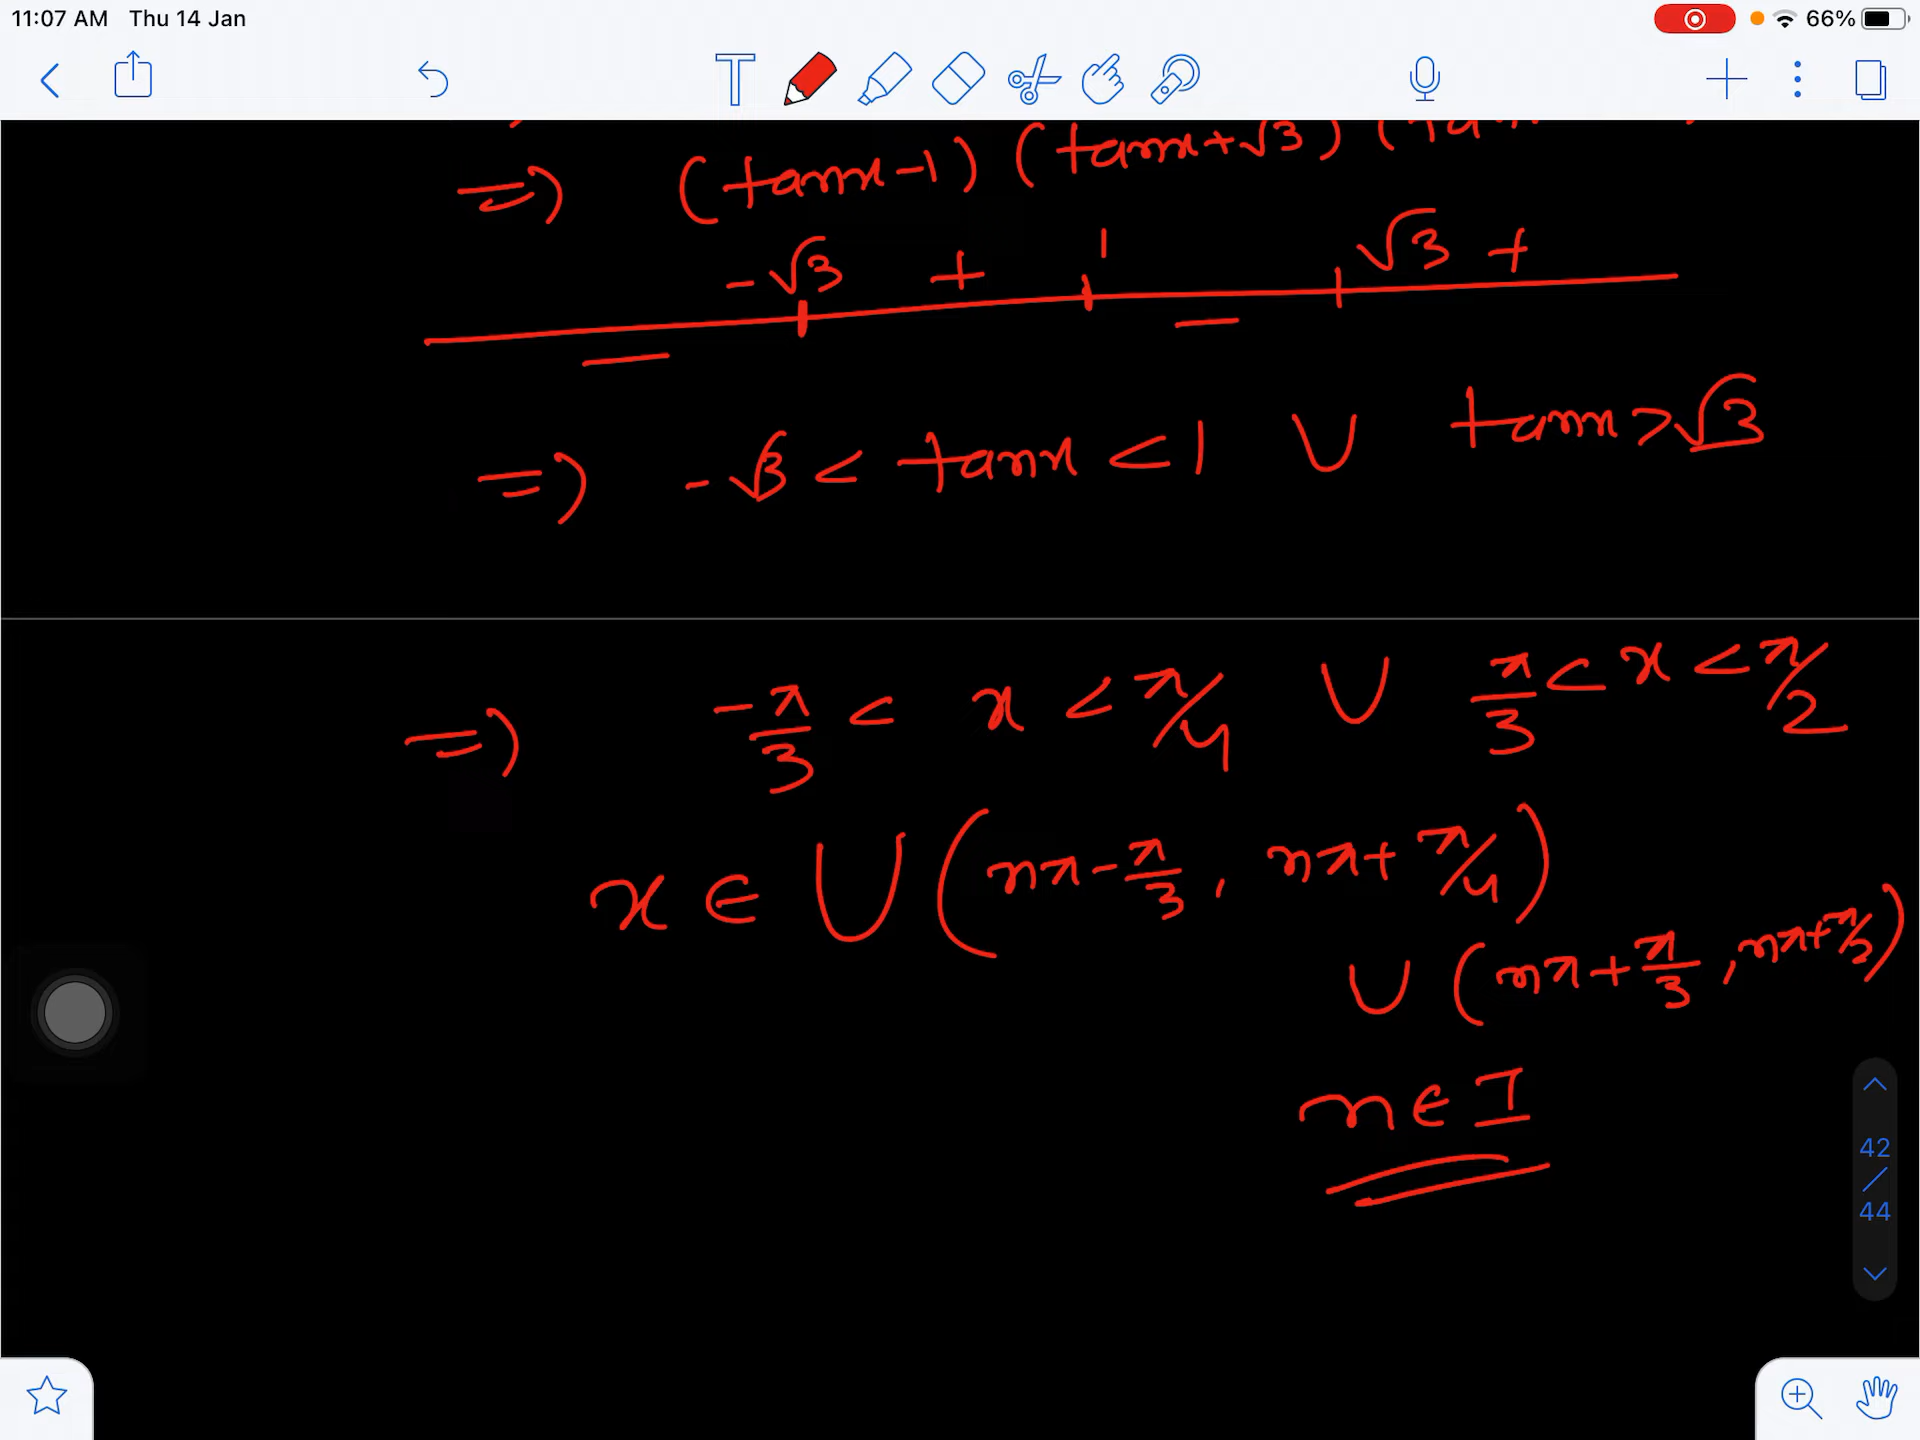 11:07 AM Thu 14 Jan 66%
T
⇒ (tanx-1) (tanx+√3) (tan
-√3 + 1 √3 +
— —
⇒ -√3 < tanx < 1 ∪ tanx > √3
⇒ -π/3 < x < π/4 ∪ π/3 < x < π/2
x ∈ ∪ (nπ-π/3, nπ+π/4)
∪ (nπ+π/3, nπ+π/2)
n ∈ I
42
/
44